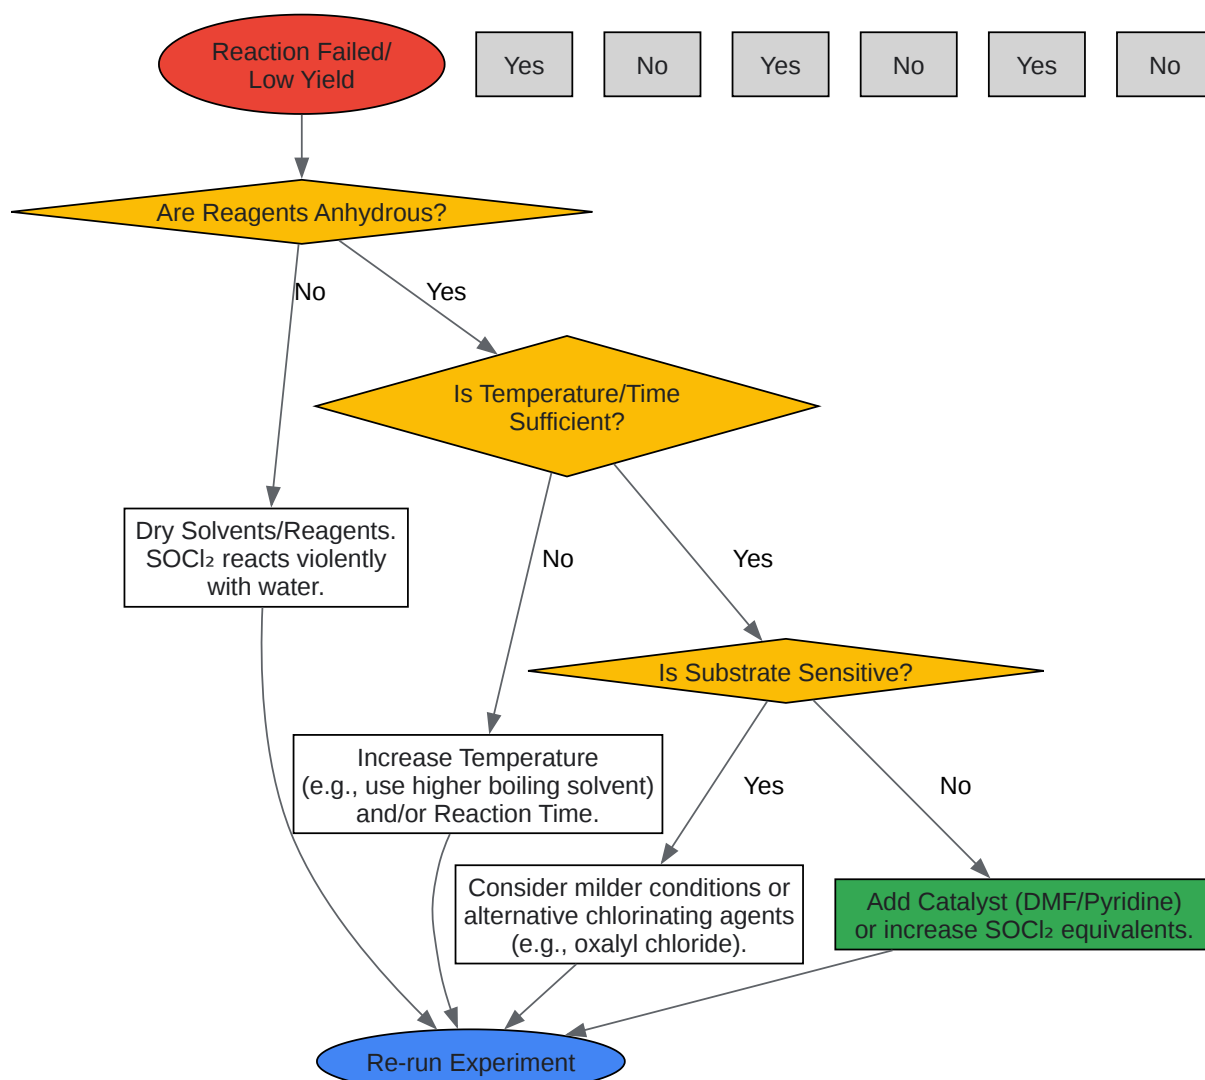 Reaction Failed/
Low Yield
Yes
No
Yes
No
Yes
No
Are Reagents Anhydrous?
No
Yes
Is Temperature/Time
Sufficient?
Dry Solvents/Reagents.
SOCl₂ reacts violently
with water.
No
Yes
Is Substrate Sensitive?
Increase Temperature
(e.g., use higher boiling solvent)
and/or Reaction Time.
Yes
No
Consider milder conditions or
alternative chlorinating agents
(e.g., oxalyl chloride).
Add Catalyst (DMF/Pyridine)
or increase SOCl₂ equivalents.
Re-run Experiment